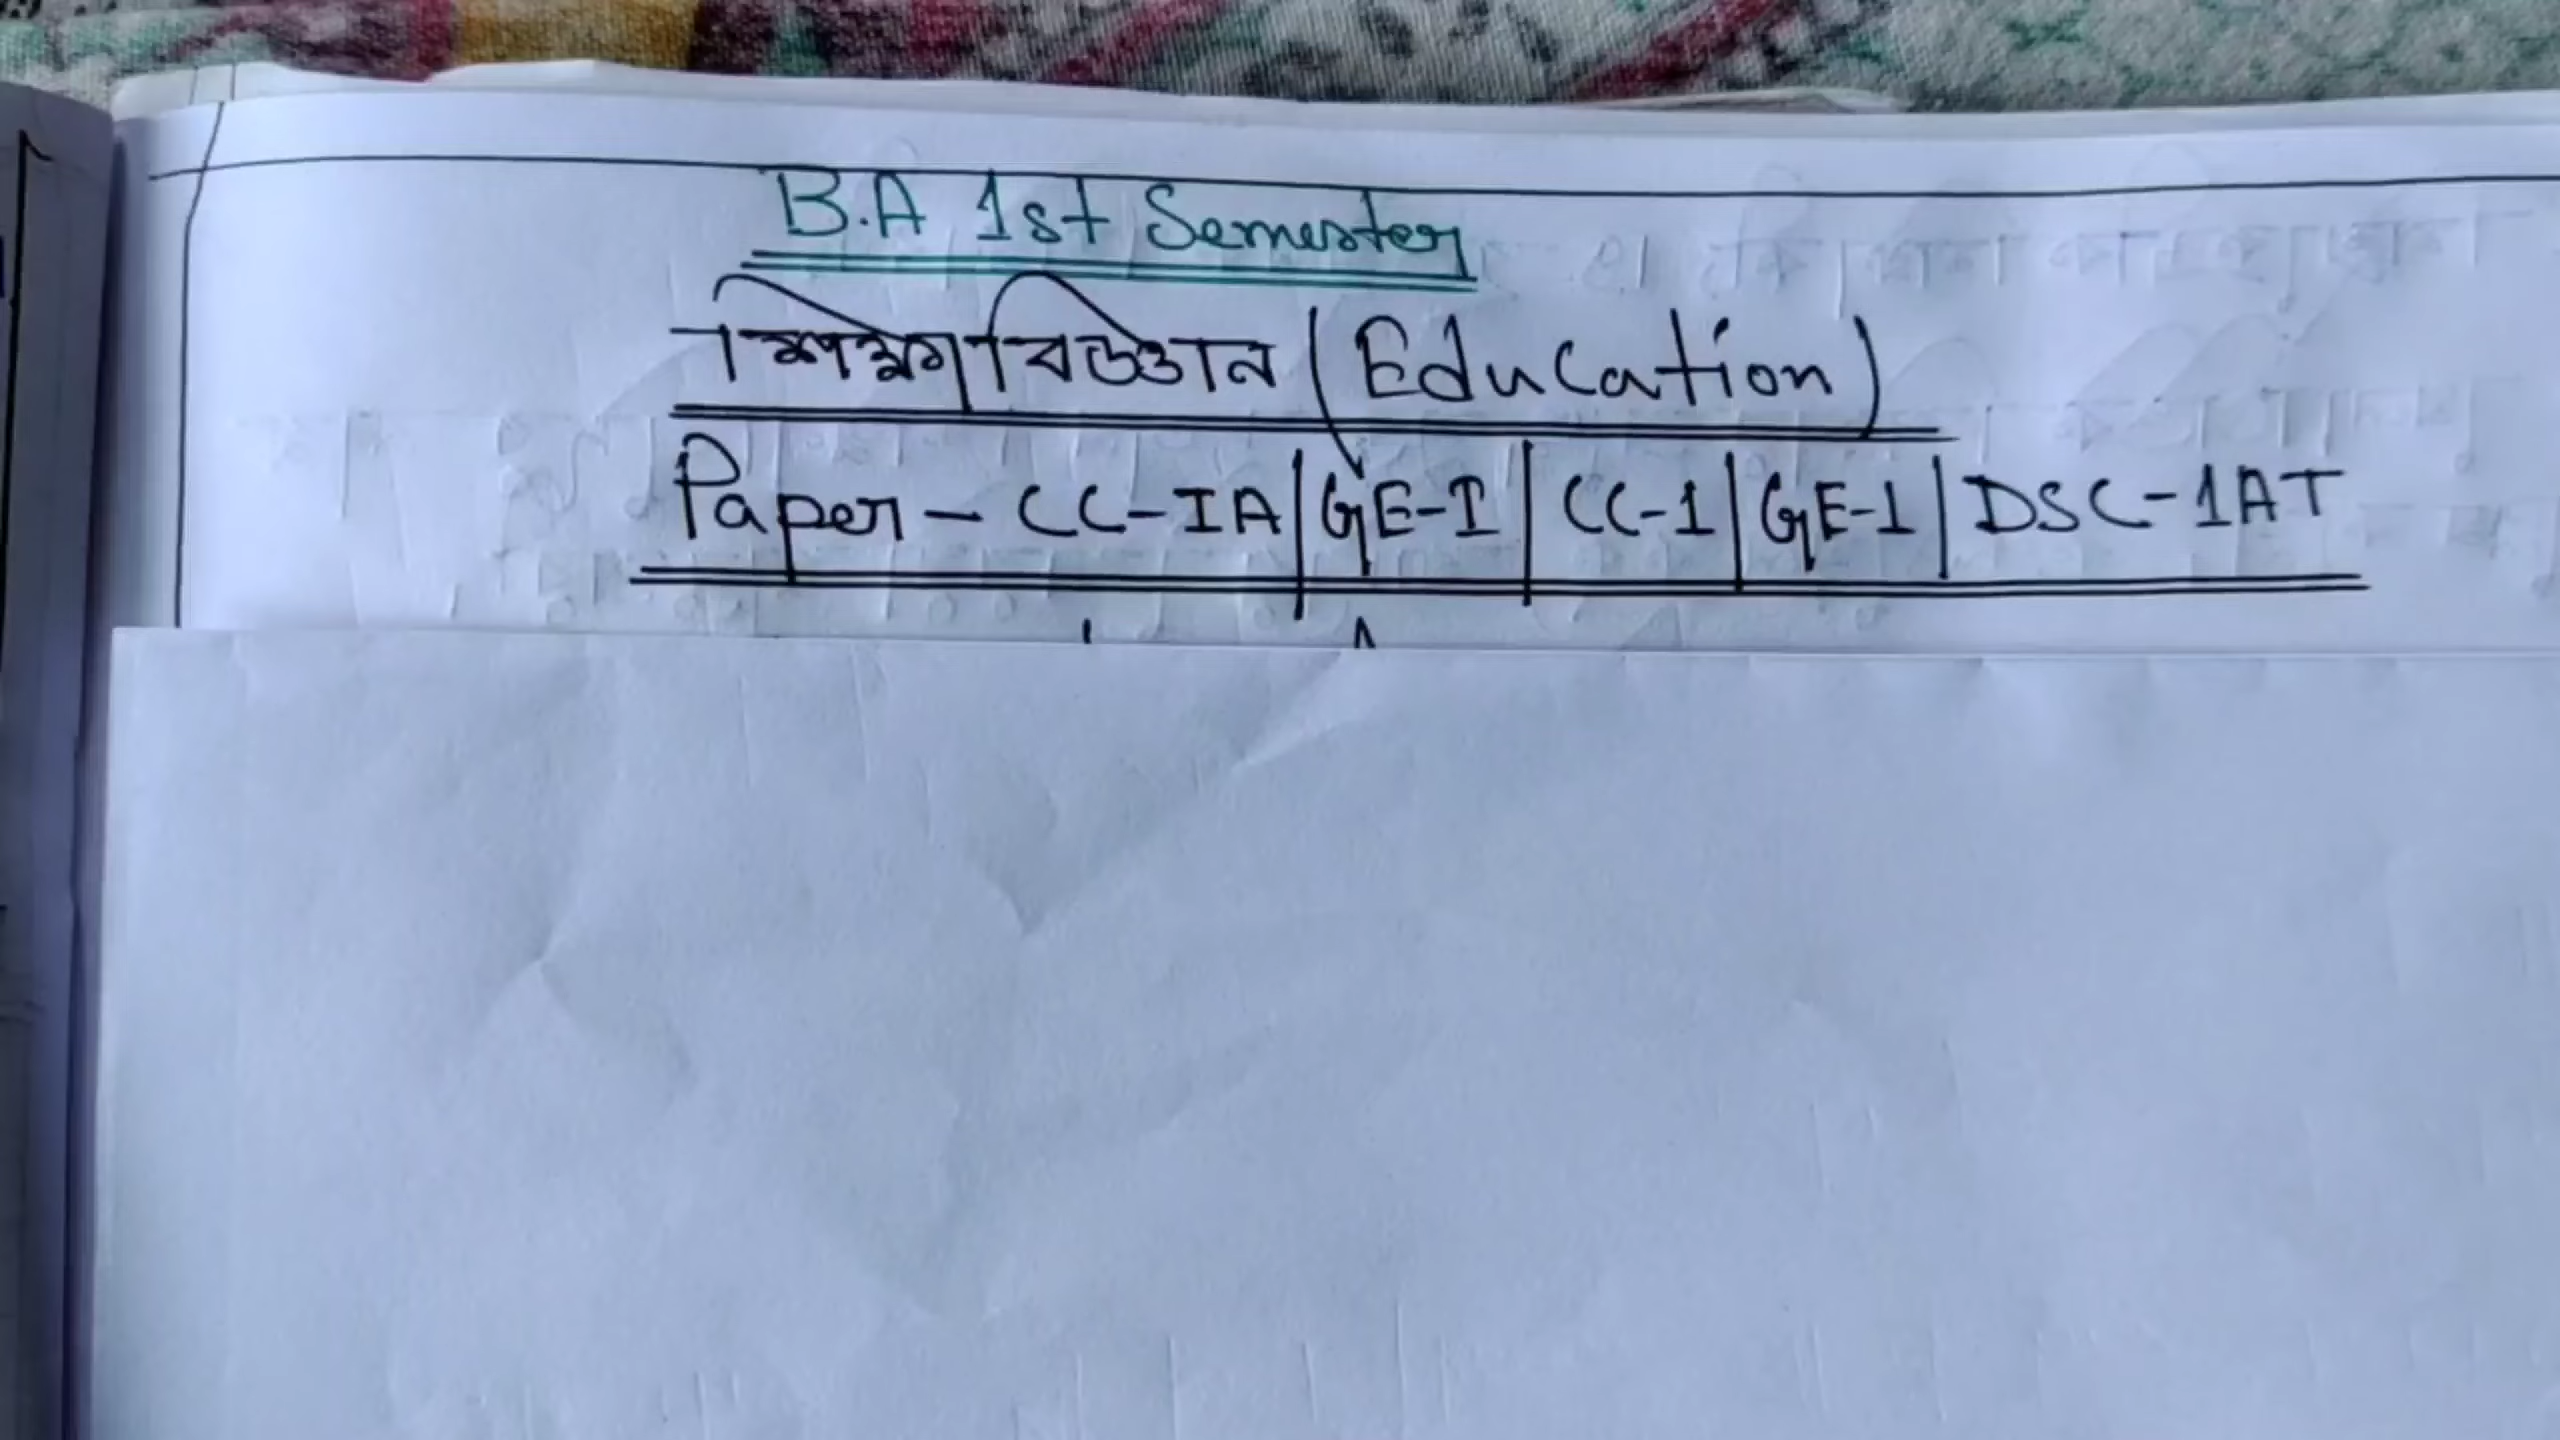 B.A 1st Semester
শিক্ষাবিজ্ঞান (Education)
Paper - CC-IA | GE-I | CC-1 | GE-1 | DSC-1AT